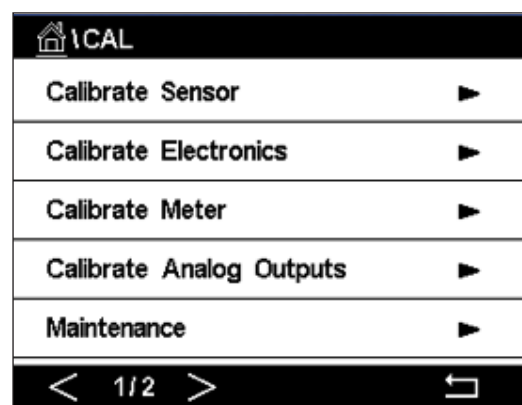 \CAL
Calibrate Sensor
Calibrate Electronics
Calibrate Meter
Calibrate Analog Outputs
Maintenance
< 1/2 >